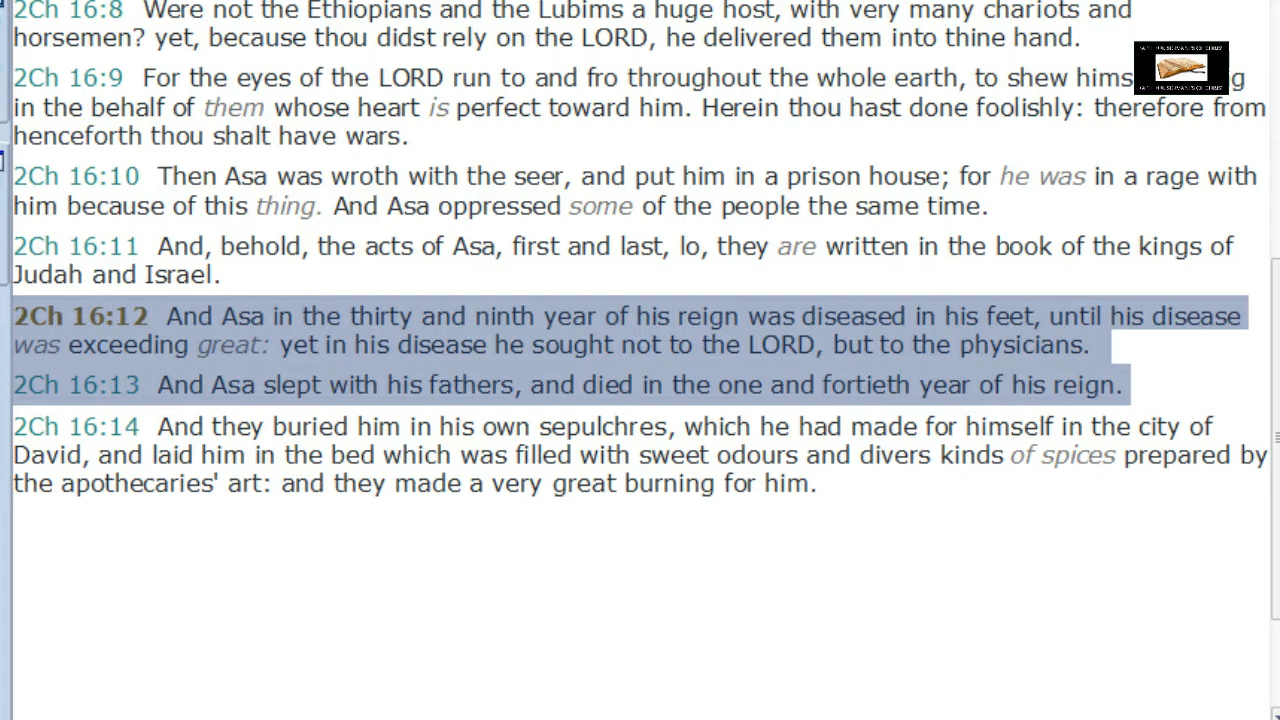 2Ch 16:8 Were not the Ethiopians and the Lubims a huge host, with very many chariots and
horsemen? yet, because thou didst rely on the LORD, he delivered them into thine hand.
2Ch 16:9 For the eyes of the LORD run to and fro throughout the whole earth, to shew hims g
in the behalf of them whose heart is perfect toward him. Herein thou hast done foolishly: therefore from
henceforth thou shalt have wars.
2Ch 16:10 Then Asa was wroth with the seer, and put him in a prison house; for he was in a rage with
him because of this thing. And Asa oppressed some of the people the same time.
2Ch 16:11 And, behold, the acts of Asa, first and last, lo, they are written in the book of the kings of
Judah and Israel.
2Ch 16:12 And Asa in the thirty and ninth year of his reign was diseased in his feet, until his disease
was exceeding great: yet in his disease he sought not to the LORD, but to the physicians.
2Ch 16:13 And Asa slept with his fathers, and died in the one and fortieth year of his reign.
2Ch 16:14 And they buried him in his own sepulchres, which he had made for himself in the city of
David, and laid him in the bed which was filled with sweet odours and divers kinds of spices prepared by
the apothecaries' art: and they made a very great burning for him.